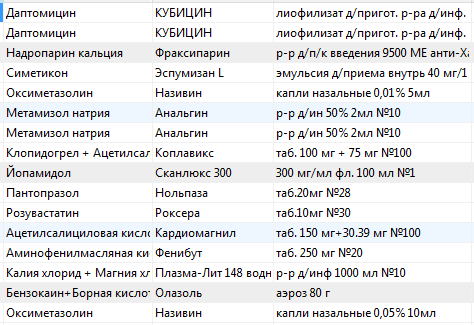 Даптомицин КУБИЦИН лиофилизат д/пригот. р-ра д/инф.
Даптомицин КУБИЦИН лиофилизат д/пригот. р-ра д/инф.
Надропарин кальция Фраксипарин р-р д/п/к введения 9500 МЕ анти-Ха
Симетикон Эспумизан L эмульсия д/приема внутрь 40 мг/1
Оксиметазолин Називин капли назальные 0,01% 5мл
Метамизол натрия Анальгин р-р д/ин 50% 2мл №10
Метамизол натрия Анальгин р-р д/ин 50% 2мл №10
Клопидогрел + Ацетилсал Коплавикс таб. 100 мг + 75 мг №100
Йопамидол Сканлюкс 300 300 мг/мл фл. 100 мл №1
Пантопразол Нольпаза таб.20мг №28
Розувастатин Роксера таб.10мг №30
Ацетилсалициловая кисло Кардиомагнил таб. 150 мг+30.39 мг №100
Аминофенилмасляная ки Фенибут таб. 250 мг №20
Калия хлорид + Магния хл Плазма-Лит 148 водн р-р д/инф 1000 мл №10
Бензокаин+Борная кислот Олазоль аэроз 80 г
Оксиметазолин Називин капли назальные 0,05% 10мл